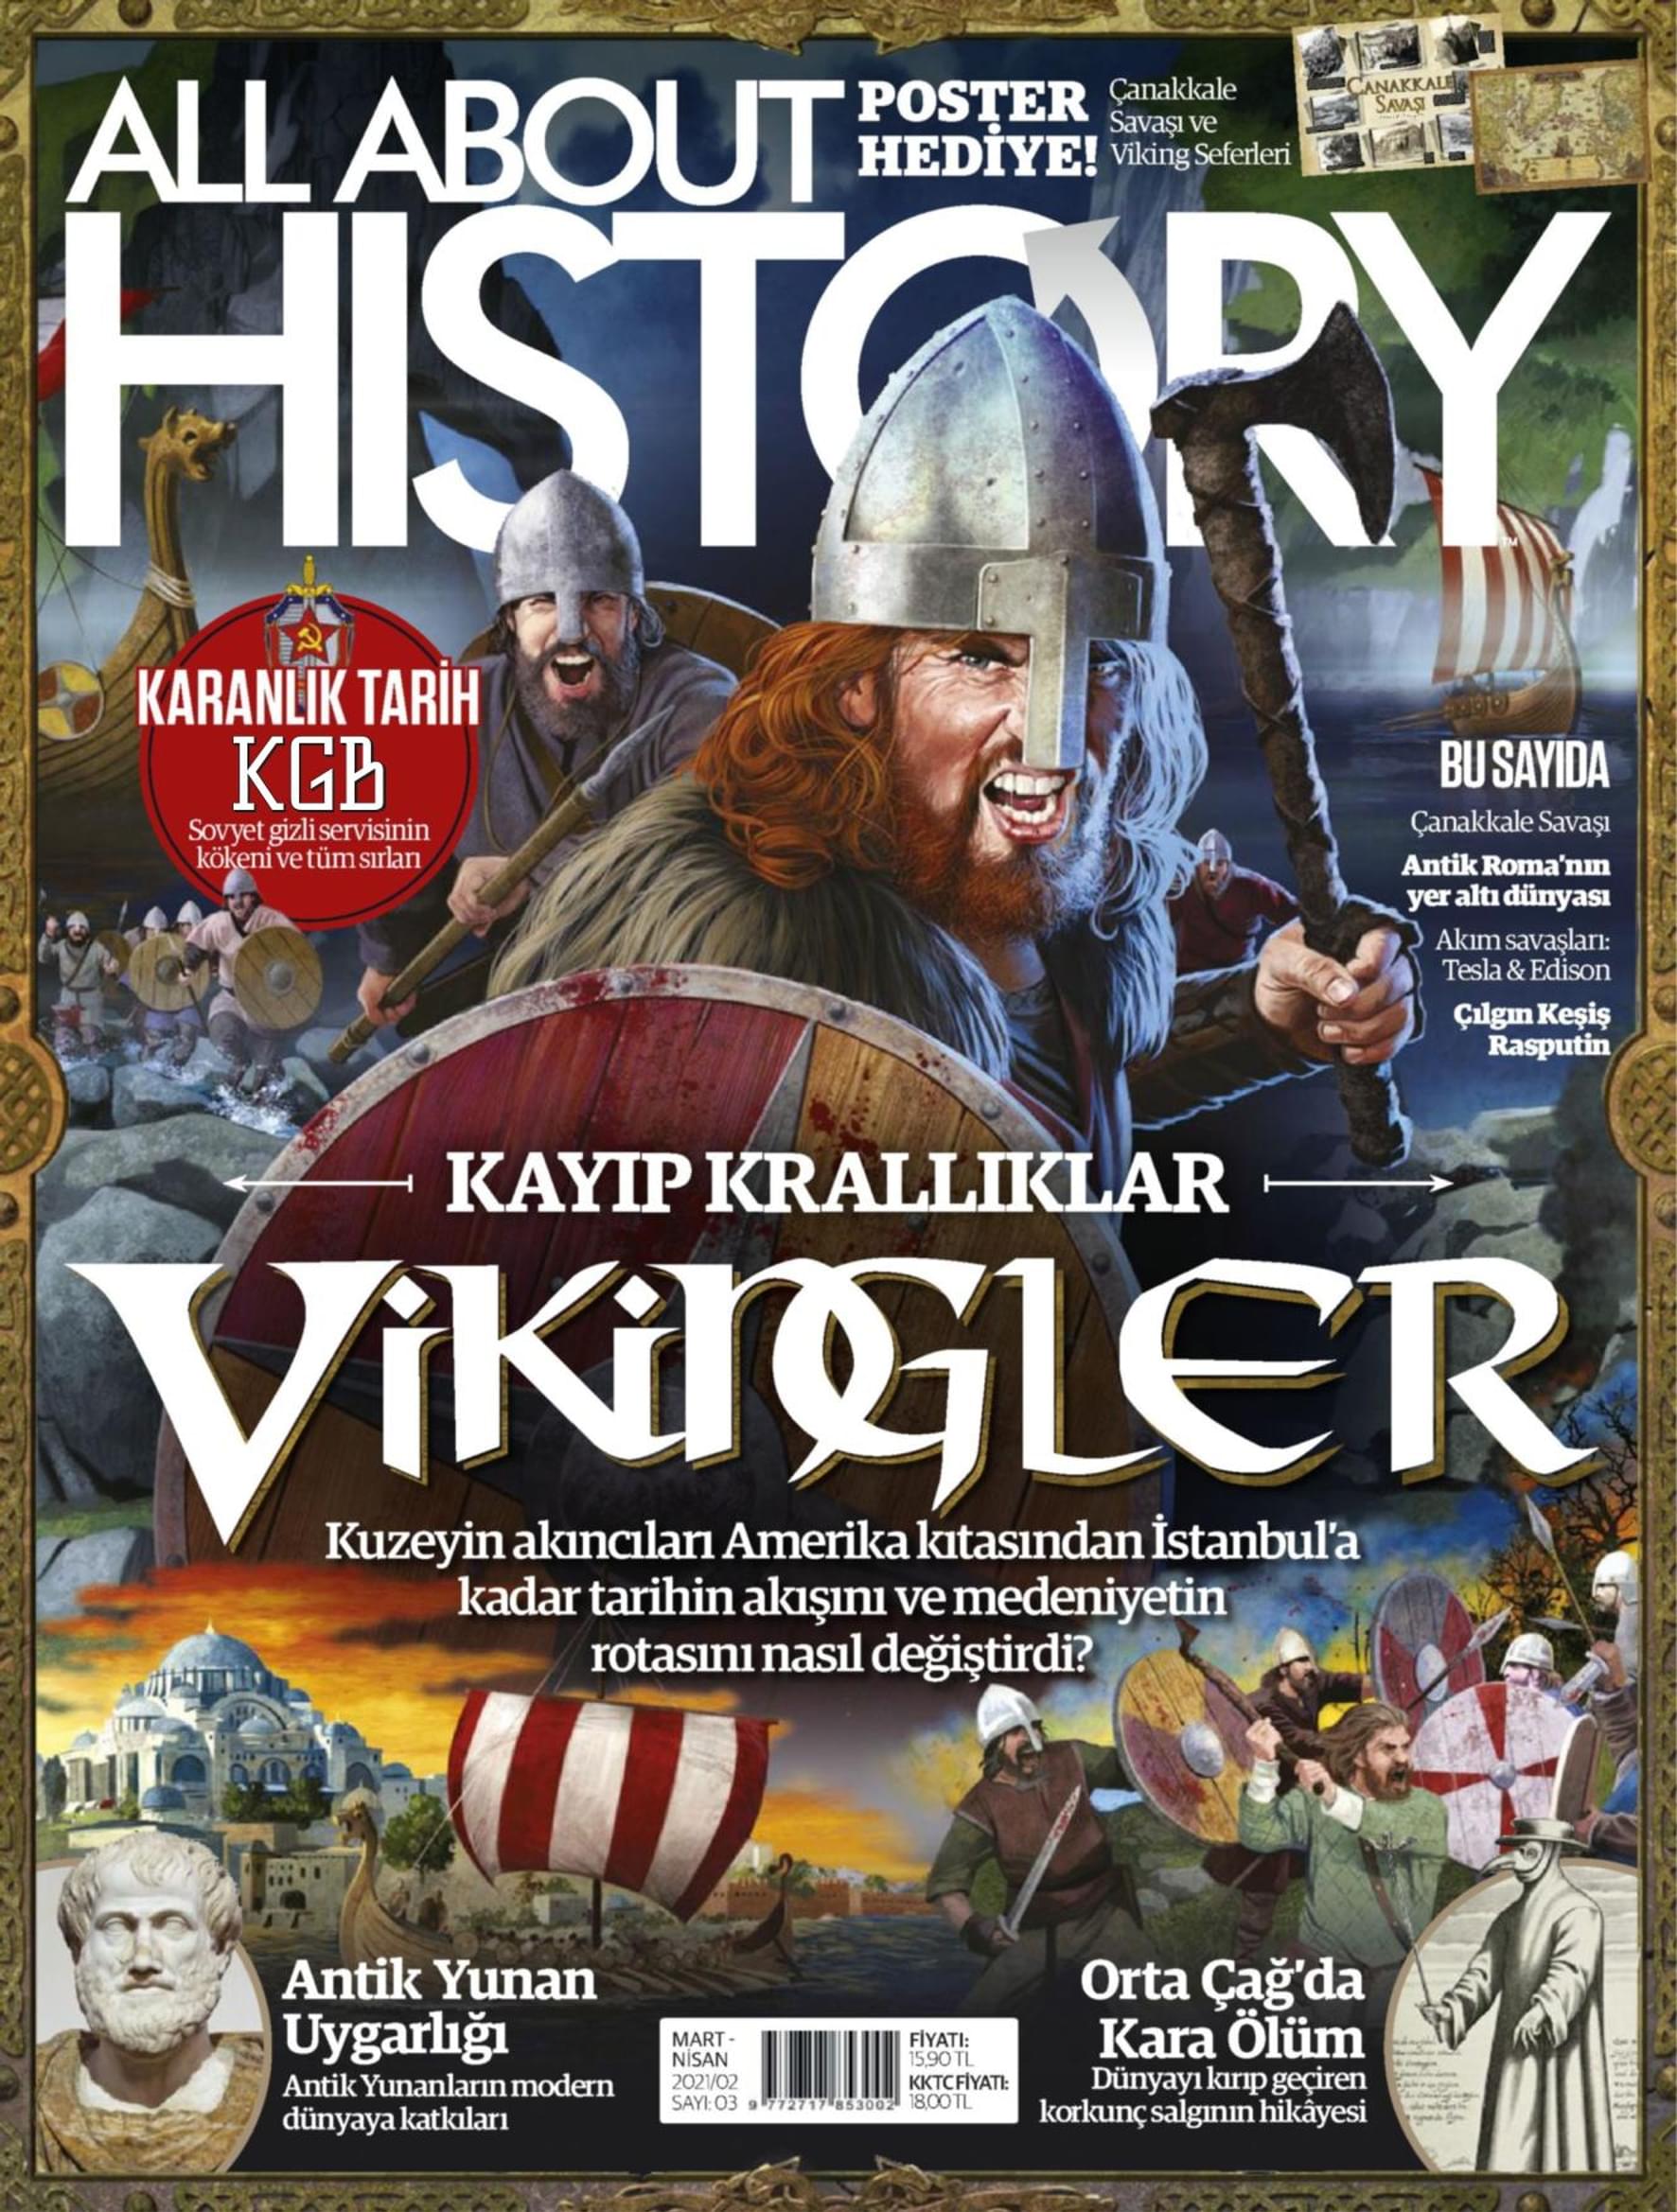 ALL ABOUT
HISTORY
™
POSTER
HEDİYE!
Çanakkale
Savaşı ve
Viking Seferleri
ÇANAKKALE
SAVAŞI
KARANLIK TARİH
KGB
Sovyet gizli servisinin
kökeni ve tüm sırları
BU SAYIDA
Çanakkale Savaşı
Antik Roma'nın
yer altı dünyası
Akım savaşları:
Tesla & Edison
Çılgın Keşiş
Rasputin
KAYIP KRALLIKLAR
VİKİNGLER
Kuzeyin akıncıları Amerika kıtasından İstanbul'a
kadar tarihin akışını ve medeniyetin
rotasını nasıl değiştirdi?
Antik Yunan
Uygarlığı
Antik Yunanların modern
dünyaya katkıları
MART -
NİSAN
2021/02
SAYI: 03
9 772717 853002
FİYATI:
15,90 TL
KKTC FİYATI:
18,00 TL
Orta Çağ'da
Kara Ölüm
Dünyayı kırıp geçiren
korkunç salgının hikâyesi